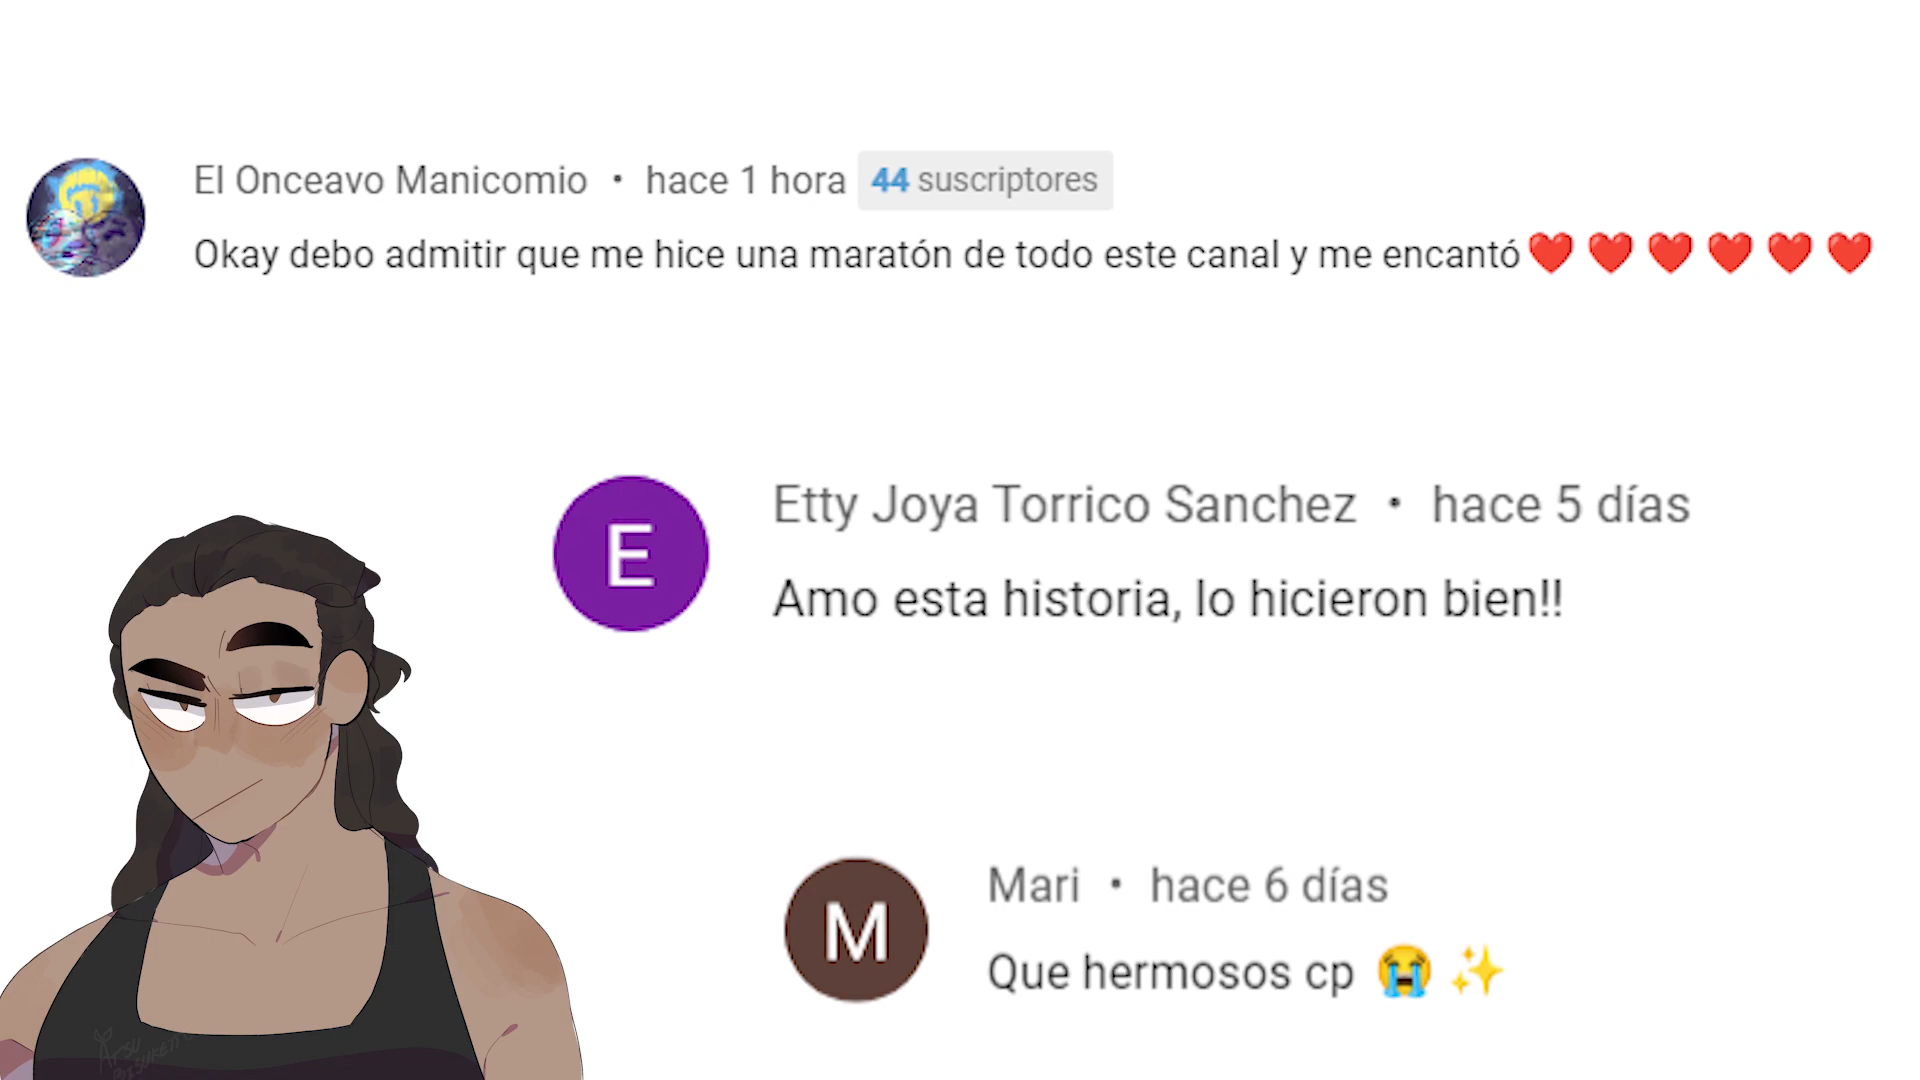 El Onceavo Manicomio • hace 1 hora 44 suscriptores
Okay debo admitir que me hice una maratón de todo este canal y me encantó❤️❤️❤️❤️❤️❤️
E
Etty Joya Torrico Sanchez • hace 5 días
Amo esta historia, lo hicieron bien!!
M
Mari • hace 6 días
Que hermosos cp 😭✨